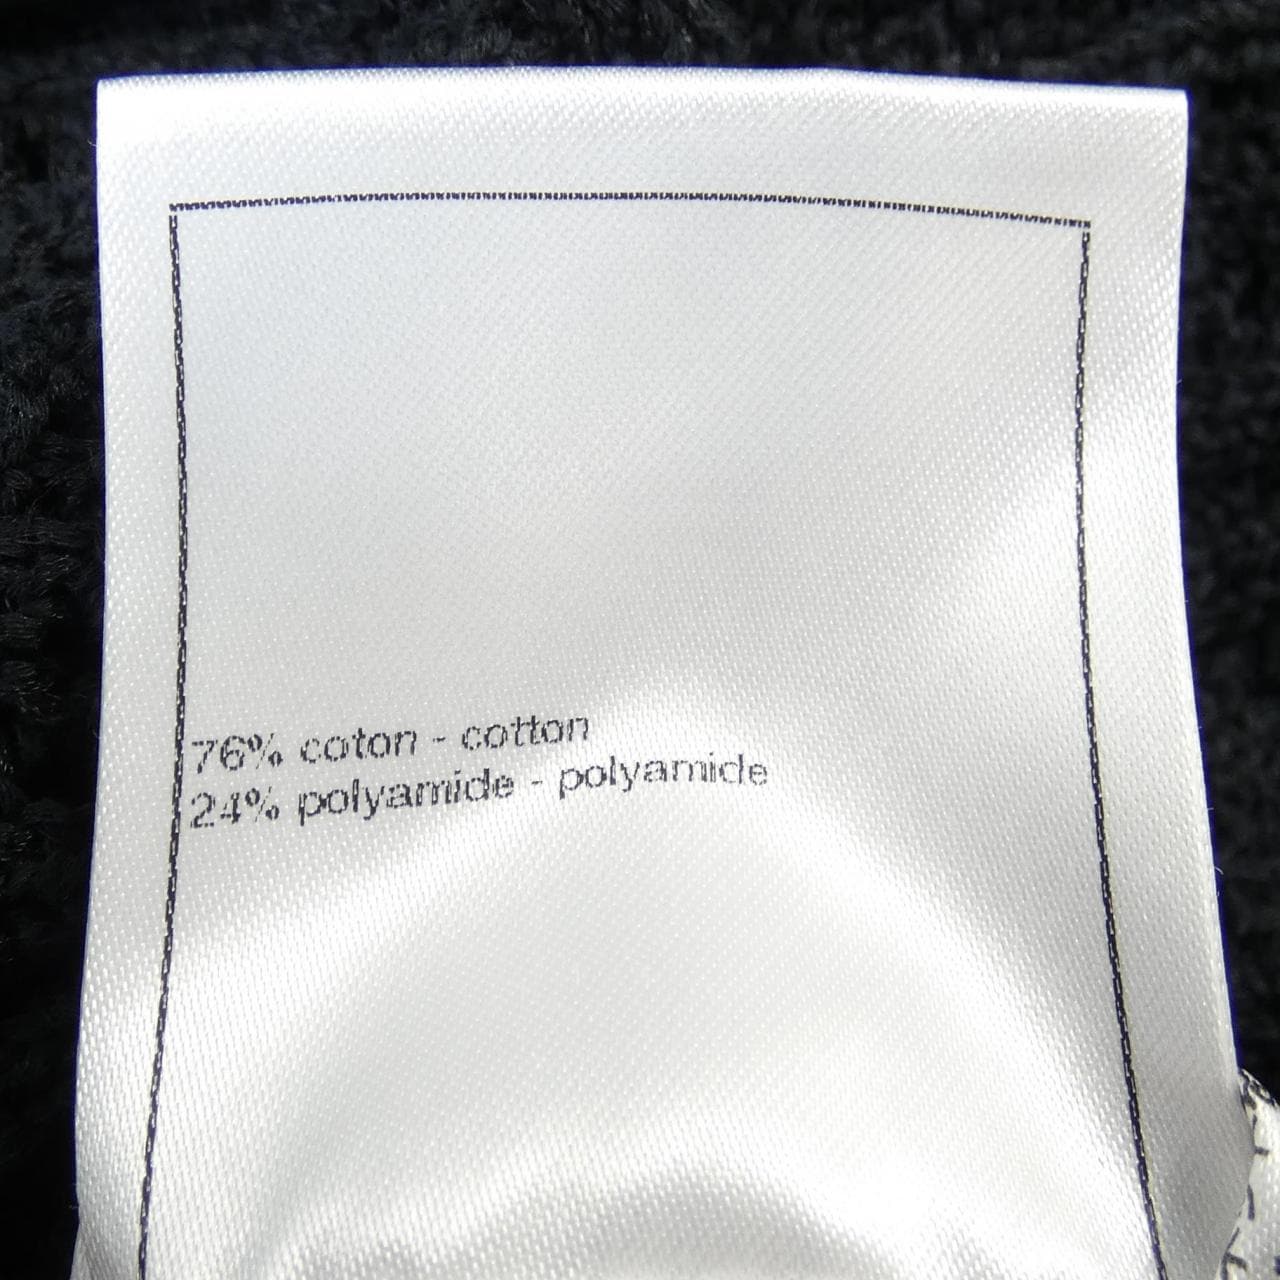 76% coton - cotton
24% polyamide - polyamide